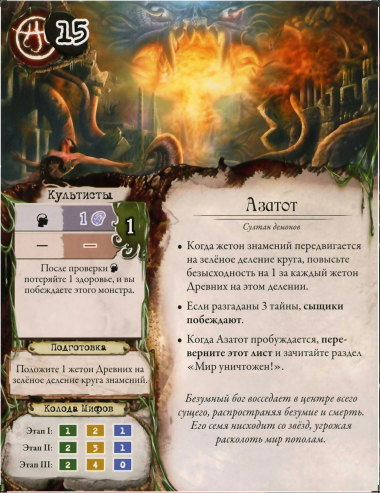 15
Культисты
1
1
— —
После проверки
потеряйте 1 здоровье, и
вы побеждаете этого монстра.
Подготовка
Положите 1 жетон Древних на
зелёное деление круга знамений.
Колода Мифов
Этап I: 1 2 1
Этап II: 2 3 1
Этап III: 2 4 0
Азатот
Султан демонов
• Когда жетон знамений передвигается
на зелёное деление круга, повысьте
безысходность на 1 за каждый жетон
Древних на этом делении.
• Если разгаданы 3 тайны, сыщики
побеждают.
• Когда Азатот пробуждается, пере-
верните этот лист и зачитайте раздел
«Мир уничтожен!».
Безумный бог восседает в центре всего
сущего, распространяя безумие и смерть.
Его семя нисходит со звёзд, угрожая
расколоть мир пополам.